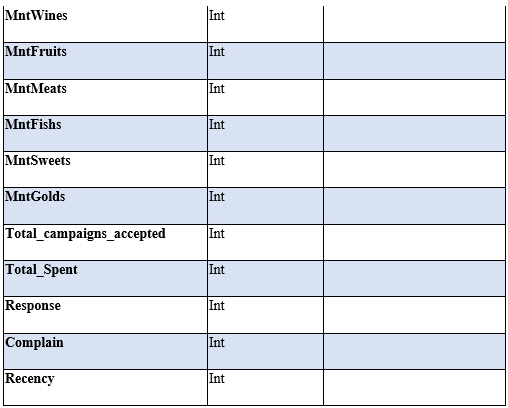 MntWines Int
MntFruits Int
MntMeats Int
MntFishs Int
MntSweets Int
MntGolds Int
Total_campaigns_accepted Int
Total_Spent Int
Response Int
Complain Int
Recency Int